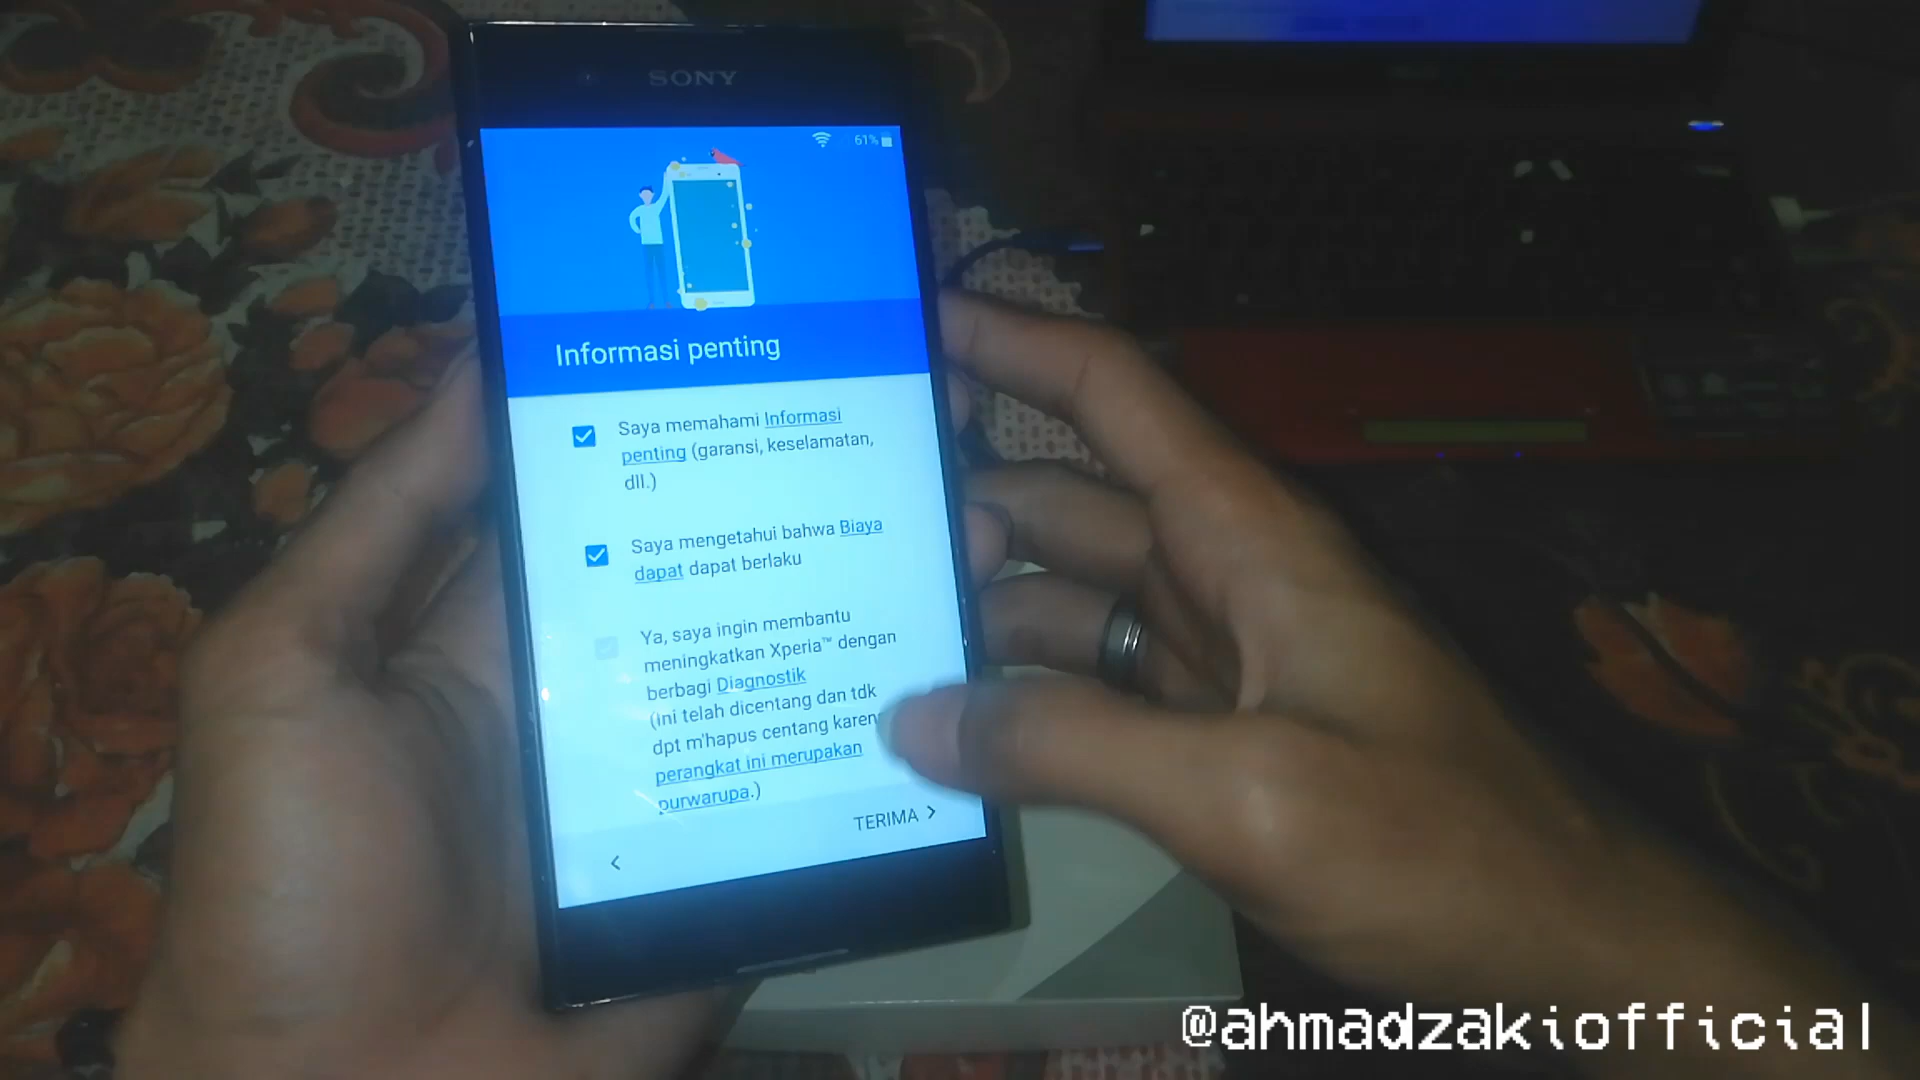 SONY
61%
Informasi penting
Saya memahami Informasi
penting (garansi, keselamatan,
dll.)
Saya mengetahui bahwa Biaya
dapat dapat berlaku
Ya, saya ingin membantu
meningkatkan Xperia™ dengan
berbagi Diagnostik
(ini telah dicentang dan tdk
dpt m'hapus centang karena
perangkat ini merupakan
purwarupa.)
TERIMA
@ahmadzakiofficial